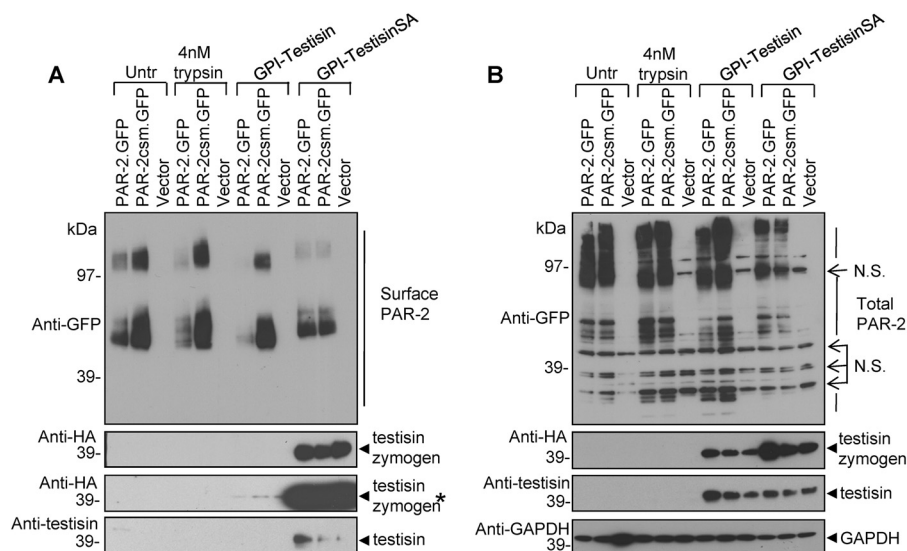 A
Untr
4nM
trypsin
GPI-Testisin
GPI-TestisinSA
PAR-2.GFP
PAR-2csm.GFP
Vector
PAR-2.GFP
PAR-2csm.GFP
Vector
PAR-2.GFP
PAR-2csm.GFP
Vector
PAR-2.GFP
PAR-2csm.GFP
Vector
kDa
97-
Anti-GFP
39-
Surface
PAR-2
Anti-HA
39-
testisin
zymogen
Anti-HA
39-
testisin
zymogen*
Anti-testisin
39-
testisin
B
Untr
4nM
trypsin
GPI-Testisin
GPI-TestisinSA
PAR-2.GFP
PAR-2csm.GFP
Vector
PAR-2.GFP
PAR-2csm.GFP
Vector
PAR-2.GFP
PAR-2csm.GFP
Vector
PAR-2.GFP
PAR-2csm.GFP
Vector
kDa
97-
Anti-GFP
39-
N.S.
Total
PAR-2
N.S.
Anti-HA
39-
testisin
zymogen
Anti-testisin
39-
testisin
Anti-GAPDH
39-
GAPDH